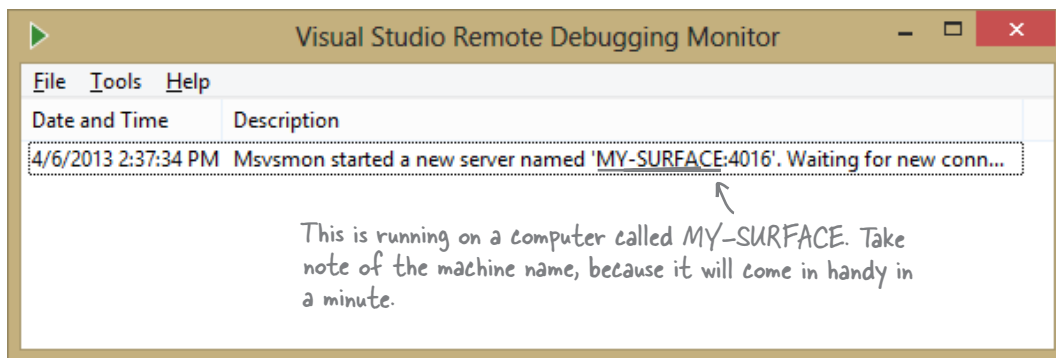 Visual Studio Remote Debugging Monitor
File Tools Help
Date and Time Description
4/6/2013 2:37:34 PM Msvsmon started a new server named 'MY-SURFACE:4016'. Waiting for new conn...
This is running on a computer called MY-SURFACE. Take
note of the machine name, because it will come in handy in
a minute.